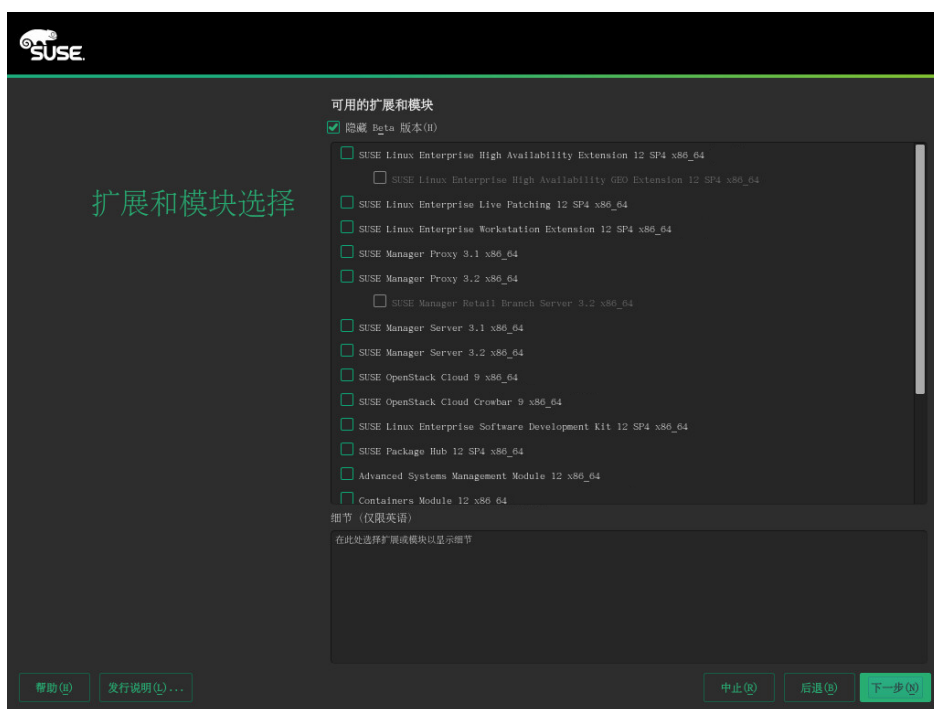 SUSE.
可用的扩展和模块
隐藏 Beta 版本(H)
扩展和模块选择
SUSE Linux Enterprise High Availability Extension 12 SP4 x86_64
SUSE Linux Enterprise High Availability GEO Extension 12 SP4 x86_64
SUSE Linux Enterprise Live Patching 12 SP4 x86_64
SUSE Linux Enterprise Workstation Extension 12 SP4 x86_64
SUSE Manager Proxy 3.1 x86_64
SUSE Manager Proxy 3.2 x86_64
SUSE Manager Retail Branch Server 3.2 x86_64
SUSE Manager Server 3.1 x86_64
SUSE Manager Server 3.2 x86_64
SUSE OpenStack Cloud 9 x86_64
SUSE OpenStack Cloud Crowbar 9 x86_64
SUSE Linux Enterprise Software Development Kit 12 SP4 x86_64
SUSE Package Hub 12 SP4 x86_64
Advanced Systems Management Module 12 x86_64
Containers Module 12 x86_64
细节 (仅限英语)
在此处选择扩展或模块以显示细节
帮助(H)
发行说明(L)...
中止(R)
后退(B)
下一步(N)